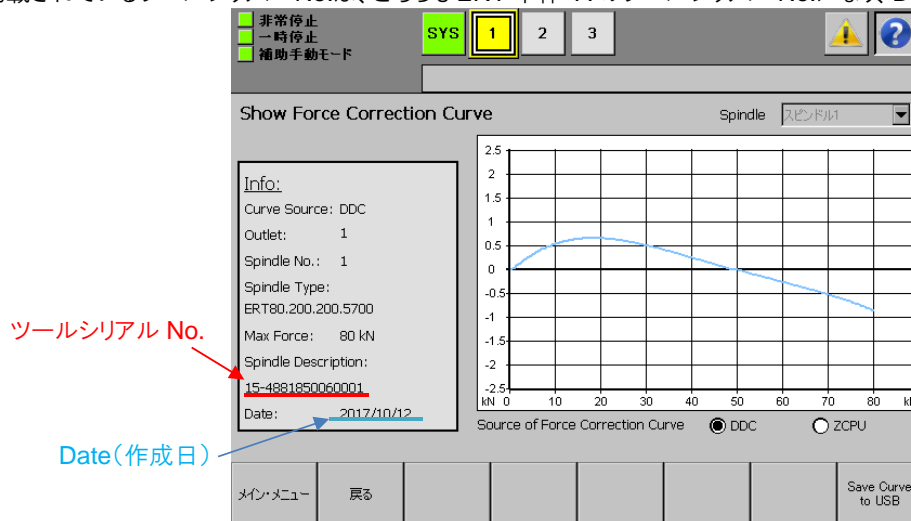 非常停止
一時停止
補助手動モード
SYS
1
2
3
Show Force Correction Curve
Spindle スピンドル1
Info:
Curve Source: DDC
Outlet: 1
Spindle No.: 1
Spindle Type:
ERT80.200.200.5700
Max Force: 80 kN
Spindle Description:
15-4881850060001
Date: 2017/10/12
ツールシリアル No.
Date(作成日)
2.5
2
1.5
1
0.5
0
-0.5
-1
-1.5
-2
-2.5
kN 0 10 20 30 40 50 60 70 80
Source of Force Correction Curve DDC ZCPU
メイン・メニュー
戻る
Save Curve
to USB